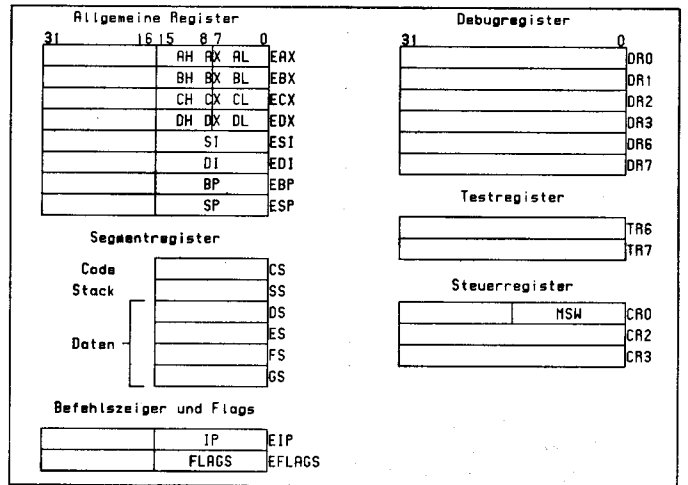 Allgemeine Register
31 16 15 8 7 0
AH AX AL EAX
BH BX BL EBX
CH CX CL ECX
DH DX DL EDX
SI ESI
DI EDI
BP EBP
SP ESP
Segmentregister
Code CS
Stack SS
DS
ES
Daten
FS
GS
Befehlszeiger und Flags
IP EIP
FLAGS EFLAGS
Debugregister
31 0
DR0
DR1
DR2
DR3
DR6
DR7
Testregister
TR6
TR7
Steuerregister
MSW CR0
CR2
CR3